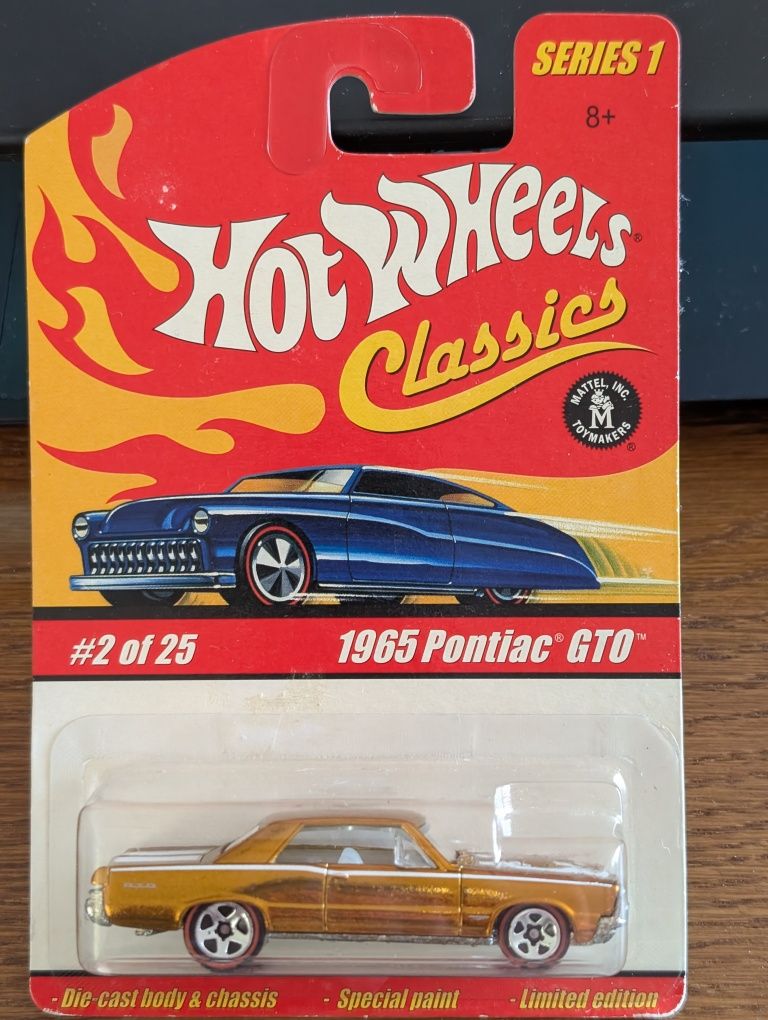 SERIES 1
8+
Hot Wheels®
Classics
MATTEL, INC.
M
TOYMAKERS
®
#2 of 25
1965 Pontiac® GTO™
- Die-cast body & chassis - Special paint - Limited edition